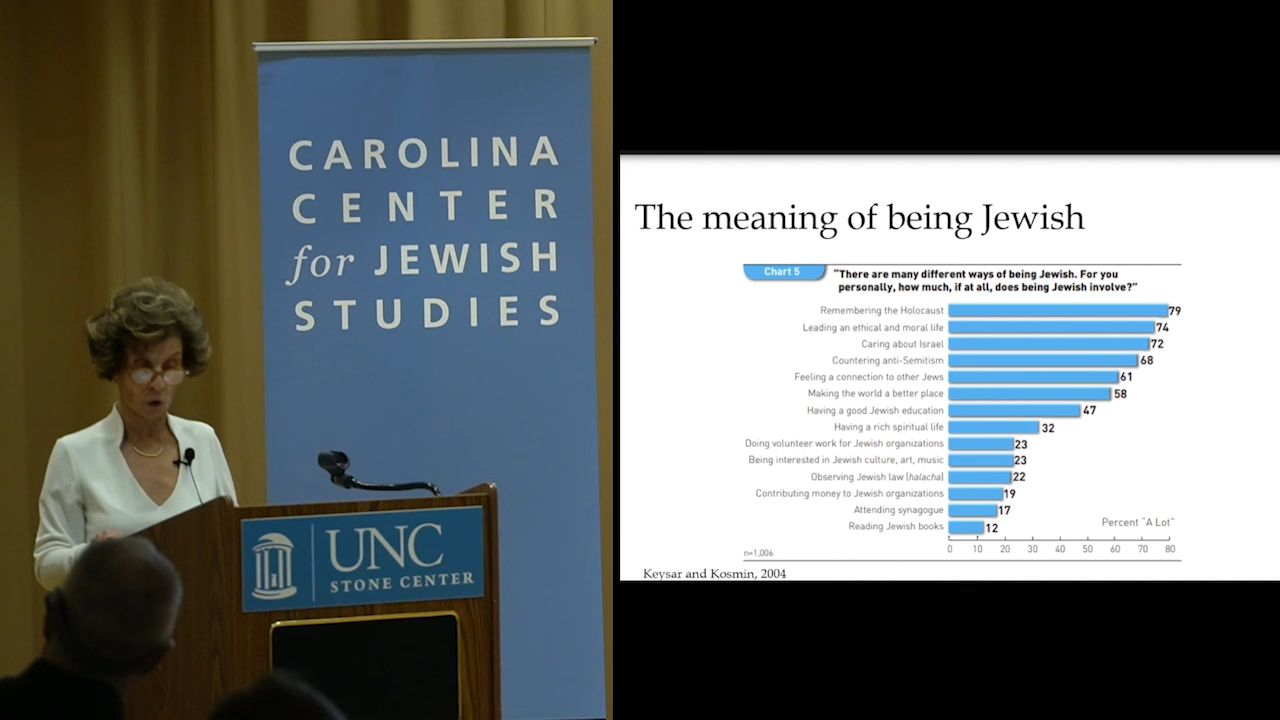 CAROLINA
CENTER
for JEWISH
STUDIES
UNC
STONE CENTER
The meaning of being Jewish
Chart 5
"There are many different ways of being Jewish. For you
personally, how much, if at all, does being Jewish involve?"
Remembering the Holocaust 79
Leading an ethical and moral life 74
Caring about Israel 72
Countering anti-Semitism 68
Feeling a connection to other Jews 61
Making the world a better place 58
Having a good Jewish education 47
Having a rich spiritual life 32
Doing volunteer work for Jewish organizations 23
Being interested in Jewish culture, art, music 23
Observing Jewish law (halacha) 22
Contributing money to Jewish organizations 19
Attending synagogue 17
Reading Jewish books 12
Percent "A Lot"
0 10 20 30 40 50 60 70 80
n=1,006
Keysar and Kosmin, 2004